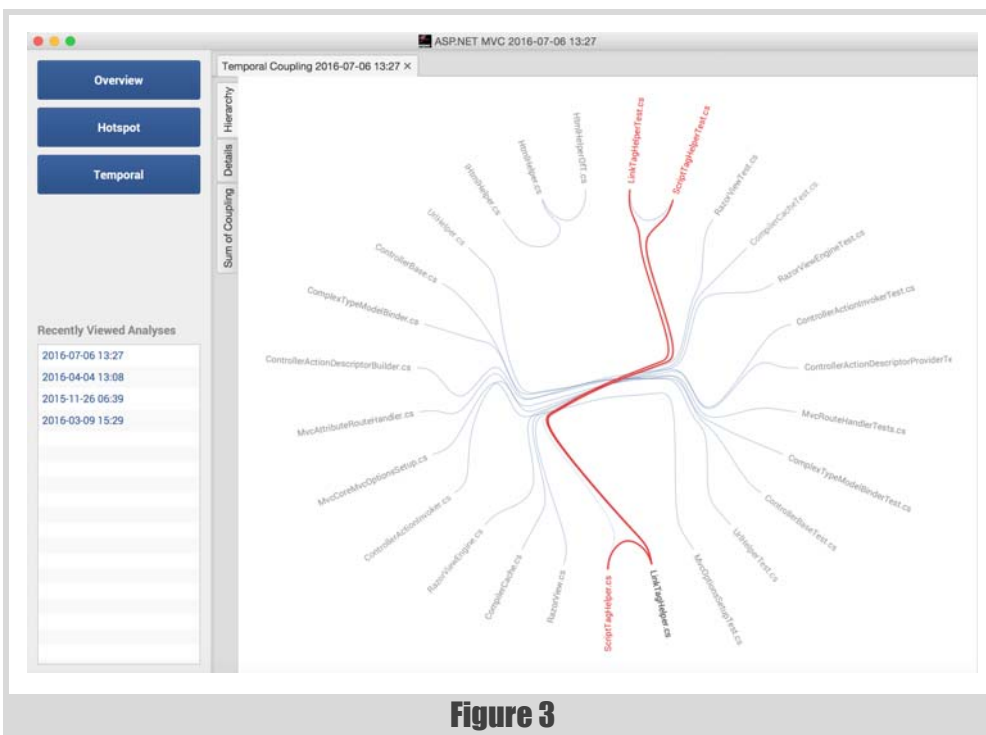 ASP.NET MVC 2016-07-06 13:27
Overview
Hotspot
Temporal
Recently Viewed Analyses
2016-07-06 13:27
2016-04-04 13:08
2015-11-26 06:39
2016-03-09 15:29
Temporal Coupling 2016-07-06 13:27 ×
Hierarchy
Details
Sum of Coupling
LinkTagHelperTest.cs
ScriptTagHelperTest.cs
RazorViewTest.cs
CompilerCacheTest.cs
RazorViewEngineTest.cs
ControllerActionInvokerTest.cs
ControllerActionDescriptorProviderTe
MvcRouteHandlerTests.cs
ComplexTypeModelBinderTest.cs
ControllerBaseTest.cs
UrlHelperTest.cs
MvcOptionsSetupTest.cs
LinkTagHelper.cs
ScriptTagHelper.cs
RazorView.cs
CompilerCache.cs
RazorViewEngine.cs
ControllerActionInvoker.cs
MvcCoreMvcOptionsSetup.cs
MvcAttributeRouteHandler.cs
ControllerActionDescriptorBuilder.cs
ComplexTypeModelBinder.cs
ControllerBase.cs
UrlHelper.cs
IHtmlHelper.cs
HtmlHelper.cs
HtmlHelperOfT.cs
Figure 3